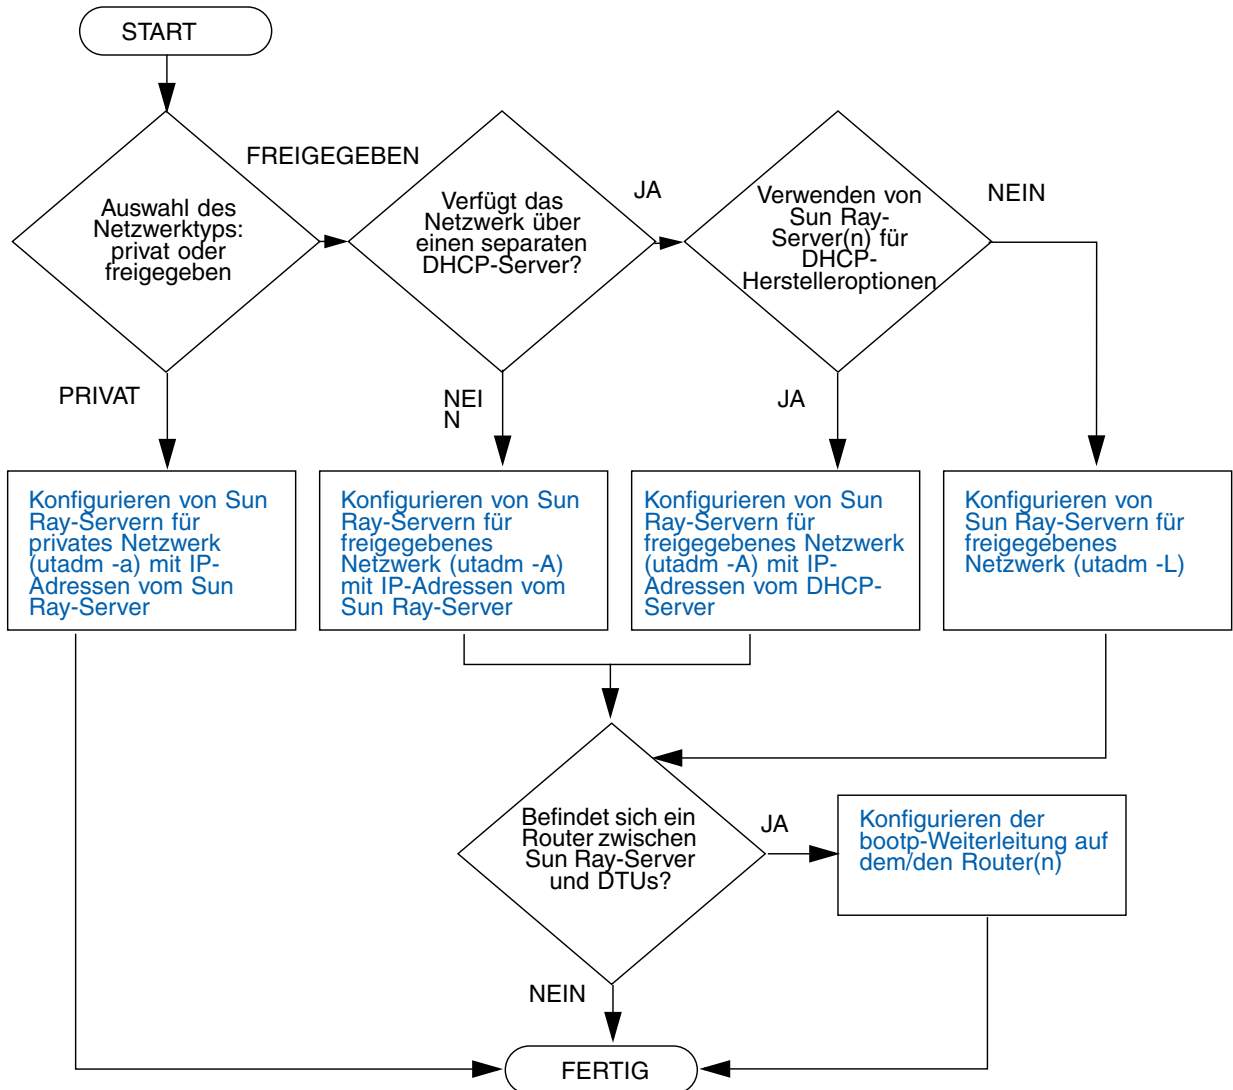 START
FREIGEGEBEN
Auswahl des
Netzwerktyps:
privat oder
freigegeben
Verfügt das
Netzwerk über
einen separaten
DHCP-Server?
JA
Verwenden von
Sun Ray-
Server(n) für
DHCP-
Herstelleroptionen
NEIN
PRIVAT
NEI
N
JA
Konfigurieren von Sun
Ray-Servern für
privates Netzwerk
(utadm -a) mit IP-
Adressen vom Sun
Ray-Server
Konfigurieren von Sun
Ray-Servern für
freigegebenes
Netzwerk (utadm -A)
mit IP-Adressen vom
Sun Ray-Server
Konfigurieren von Sun
Ray-Servern für
freigegebenes Netzwerk
(utadm -A) mit IP-
Adressen vom DHCP-
Server
Konfigurieren von
Sun Ray-Servern für
freigegebenes
Netzwerk (utadm -L)
Befindet sich ein
Router zwischen
Sun Ray-Server
und DTUs?
JA
Konfigurieren der
bootp-Weiterleitung auf
dem/den Router(n)
NEIN
FERTIG